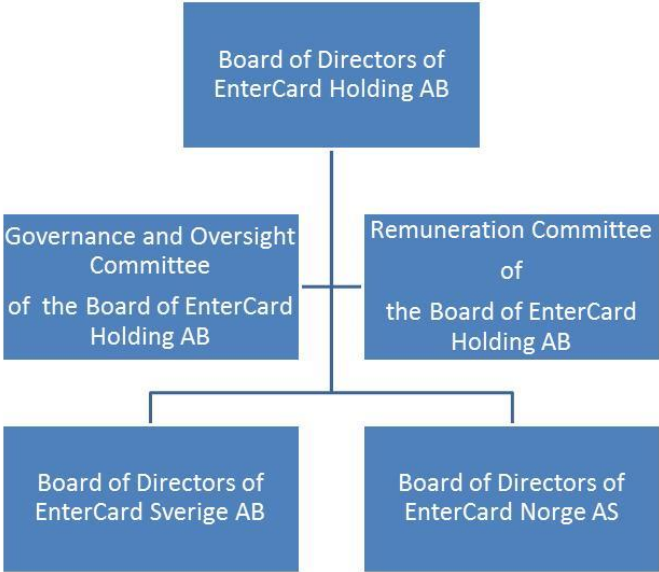 Board of Directors of
EnterCard Holding AB
Governance and Oversight
Committee
of the Board of EnterCard
Holding AB
Remuneration Committee
of
the Board of EnterCard
Holding AB
Board of Directors of
EnterCard Sverige AB
Board of Directors of
EnterCard Norge AS